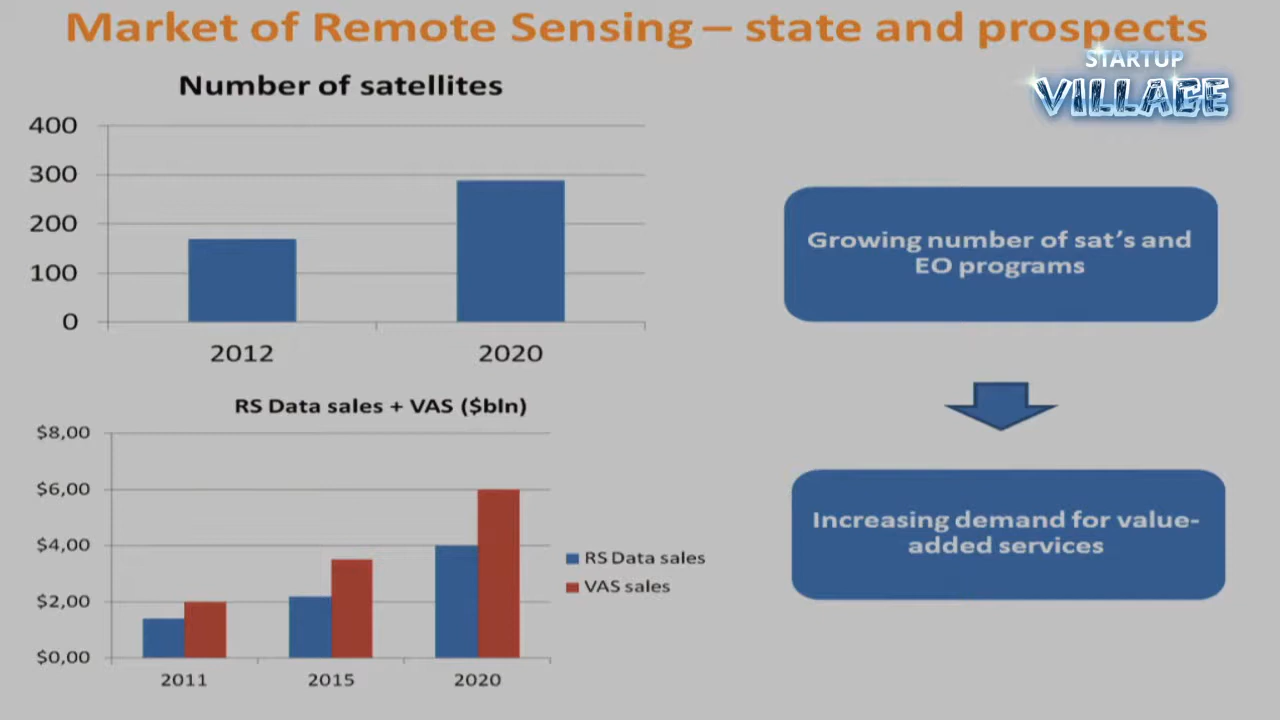 Market of Remote Sensing – state and prospects
STARTUP
VILLAGE
Number of satellites
400
300
200
100
0
2012
2020
RS Data sales + VAS ($bln)
$8,00
$6,00
$4,00
$2,00
$0,00
2011
2015
2020
RS Data sales
VAS sales
Growing number of sat's and
EO programs
Increasing demand for value-
added services